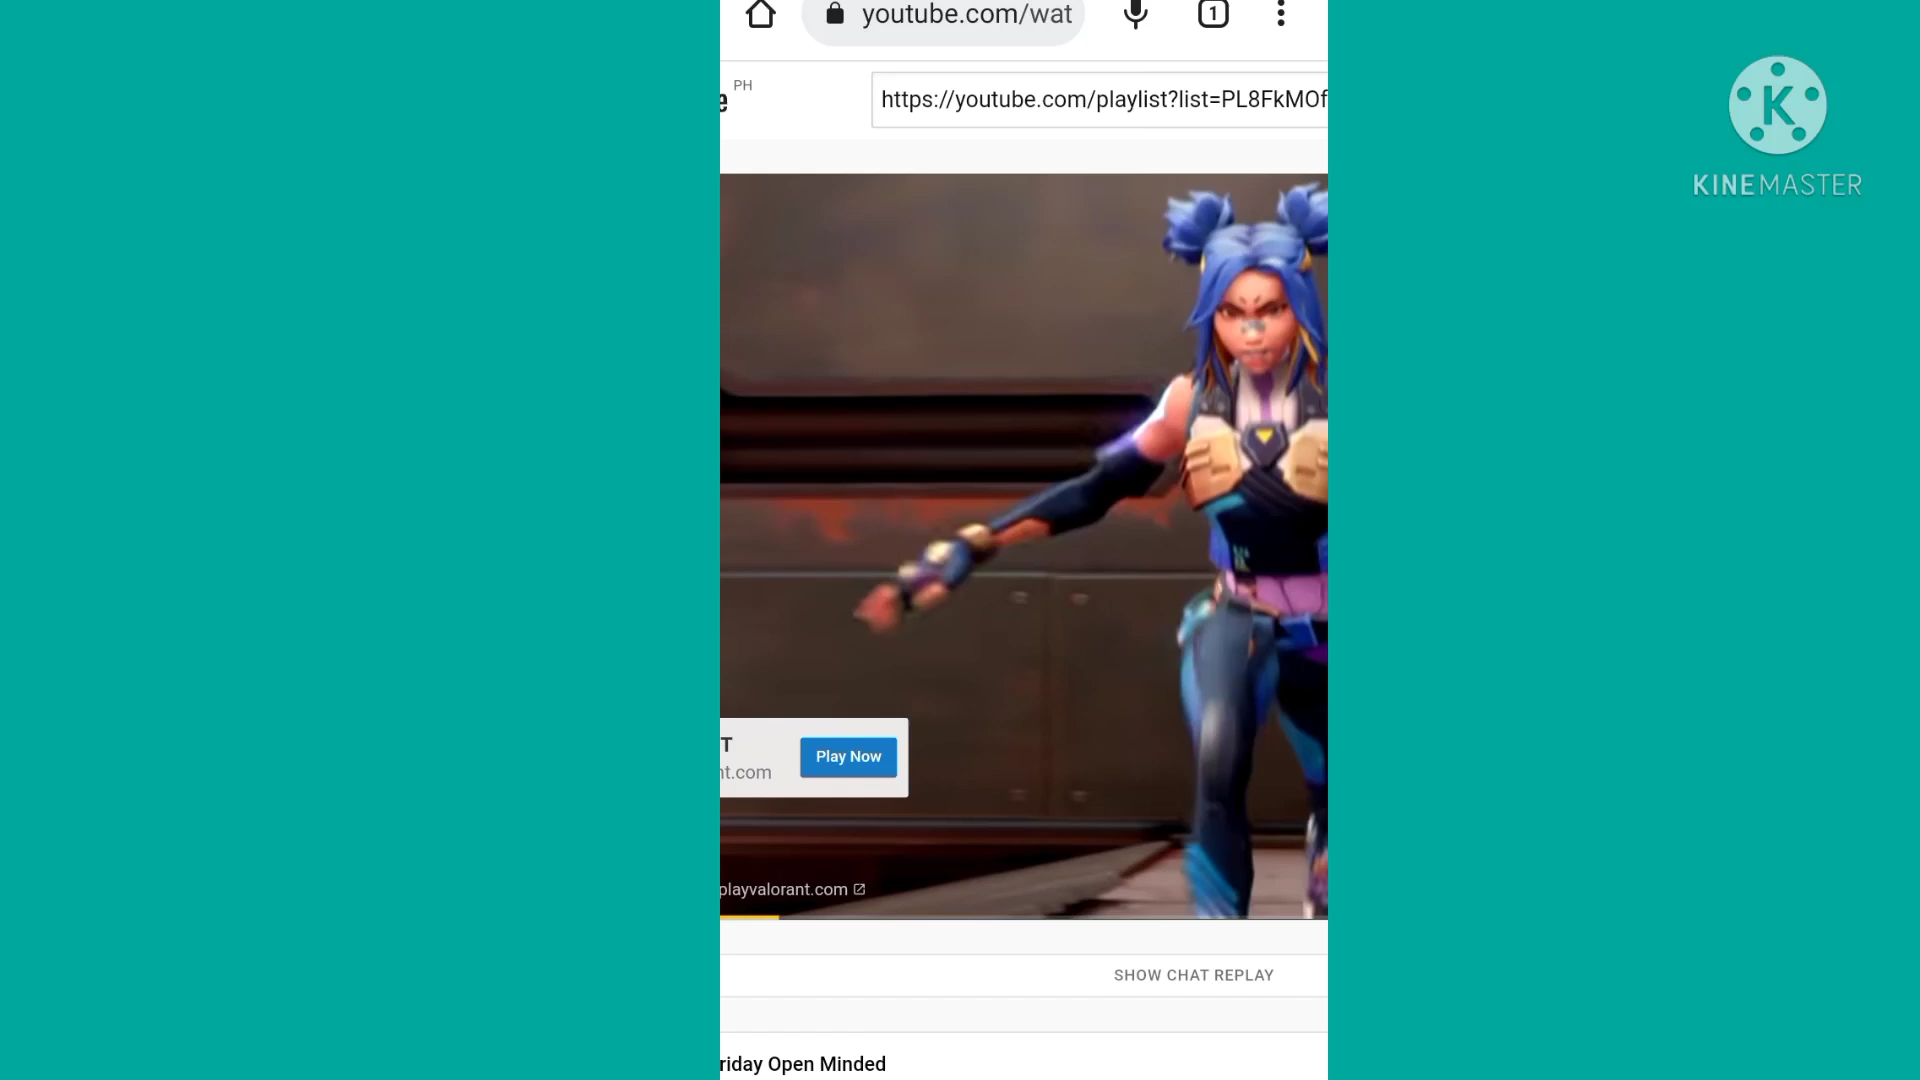 youtube.com/wat
1
PH
e
https://youtube.com/playlist?list=PL8FkMOf
K
KINEMASTER
T
nt.com
Play Now
playvalorant.com
SHOW CHAT REPLAY
riday Open Minded